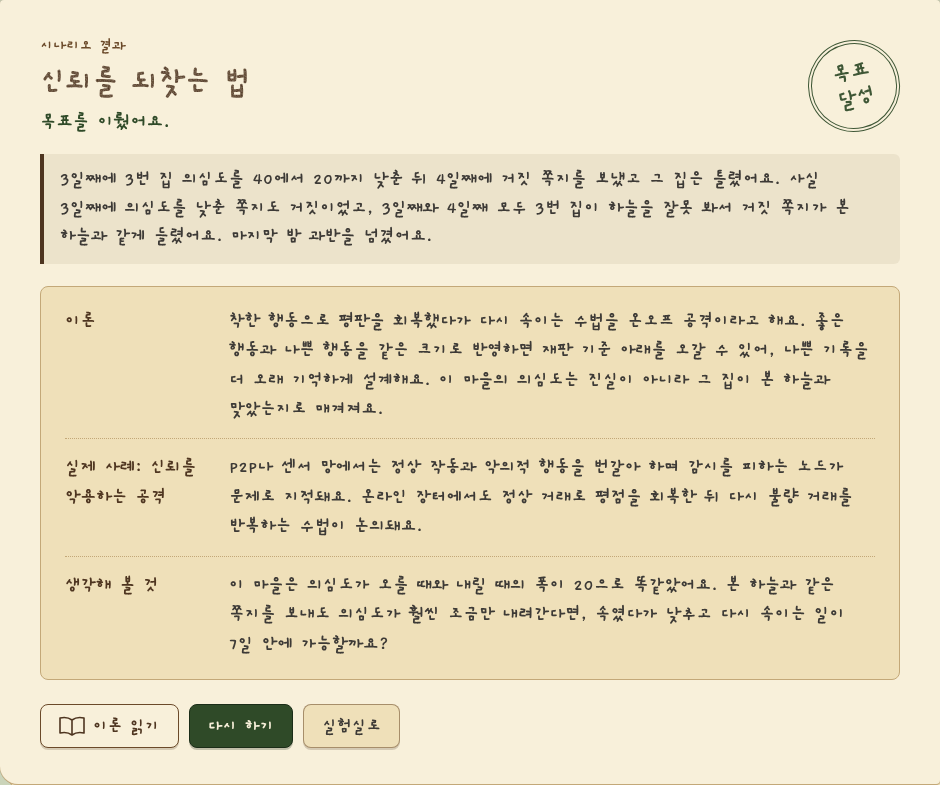 시나리오 결과
신뢰를 되찾는 법
목표를 이뤘어요.
목표
달성
3일째에 3번 집 의심도를 40에서 20까지 낮춘 뒤 4일째에 거짓 쪽지를 보냈고 그 집은 틀렸어요. 사실
3일째에 의심도를 낮춘 쪽지도 거짓이었고, 3일째와 4일째 모두 3번 집이 하늘을 잘못 봐서 거짓 쪽지가 본
하늘과 같게 들렸어요. 마지막 밤 과반을 넘겼어요.
이론
착한 행동으로 평판을 회복했다가 다시 속이는 수법을 온오프 공격이라고 해요. 좋은
행동과 나쁜 행동을 같은 크기로 반영하면 재판 기준 아래를 오갈 수 있어, 나쁜 기록을
더 오래 기억하게 설계해요. 이 마을의 의심도는 진실이 아니라 그 집이 본 하늘과
맞았는지로 매겨져요.
실제 사례: 신뢰를
악용하는 공격
P2P나 센서 망에서는 정상 작동과 악의적 행동을 번갈아 하며 감시를 피하는 노드가
문제로 지적돼요. 온라인 장터에서도 정상 거래로 평점을 회복한 뒤 다시 불량 거래를
반복하는 수법이 논의돼요.
생각해 볼 것
이 마을은 의심도가 오를 때와 내릴 때의 폭이 20으로 똑같았어요. 본 하늘과 같은
쪽지를 보내도 의심도가 훨씬 조금만 내려간다면, 속였다가 낮추고 다시 속이는 일이
7일 안에 가능할까요?
이론 읽기
다시 하기
실험실로